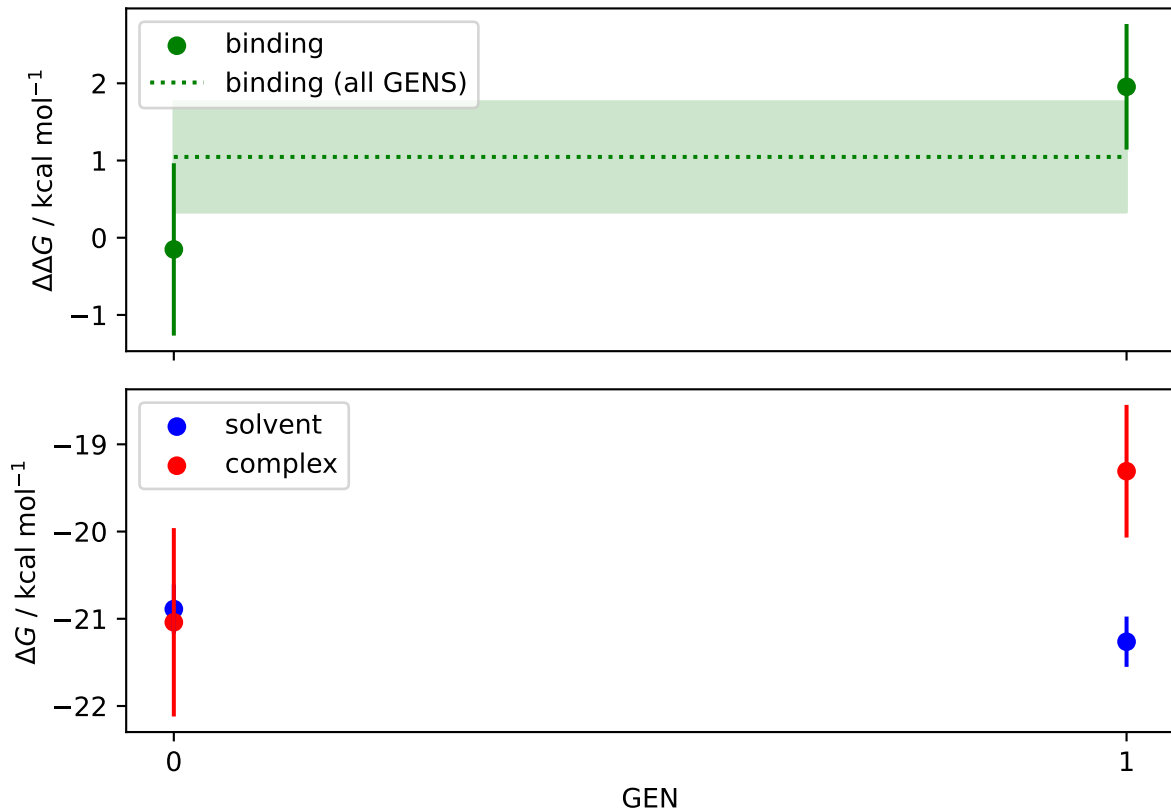 binding
binding (all GENS)
ΔΔG / kcal mol⁻¹
2
1
0
−1
solvent
complex
ΔG / kcal mol⁻¹
−19
−20
−21
−22
0
1
GEN